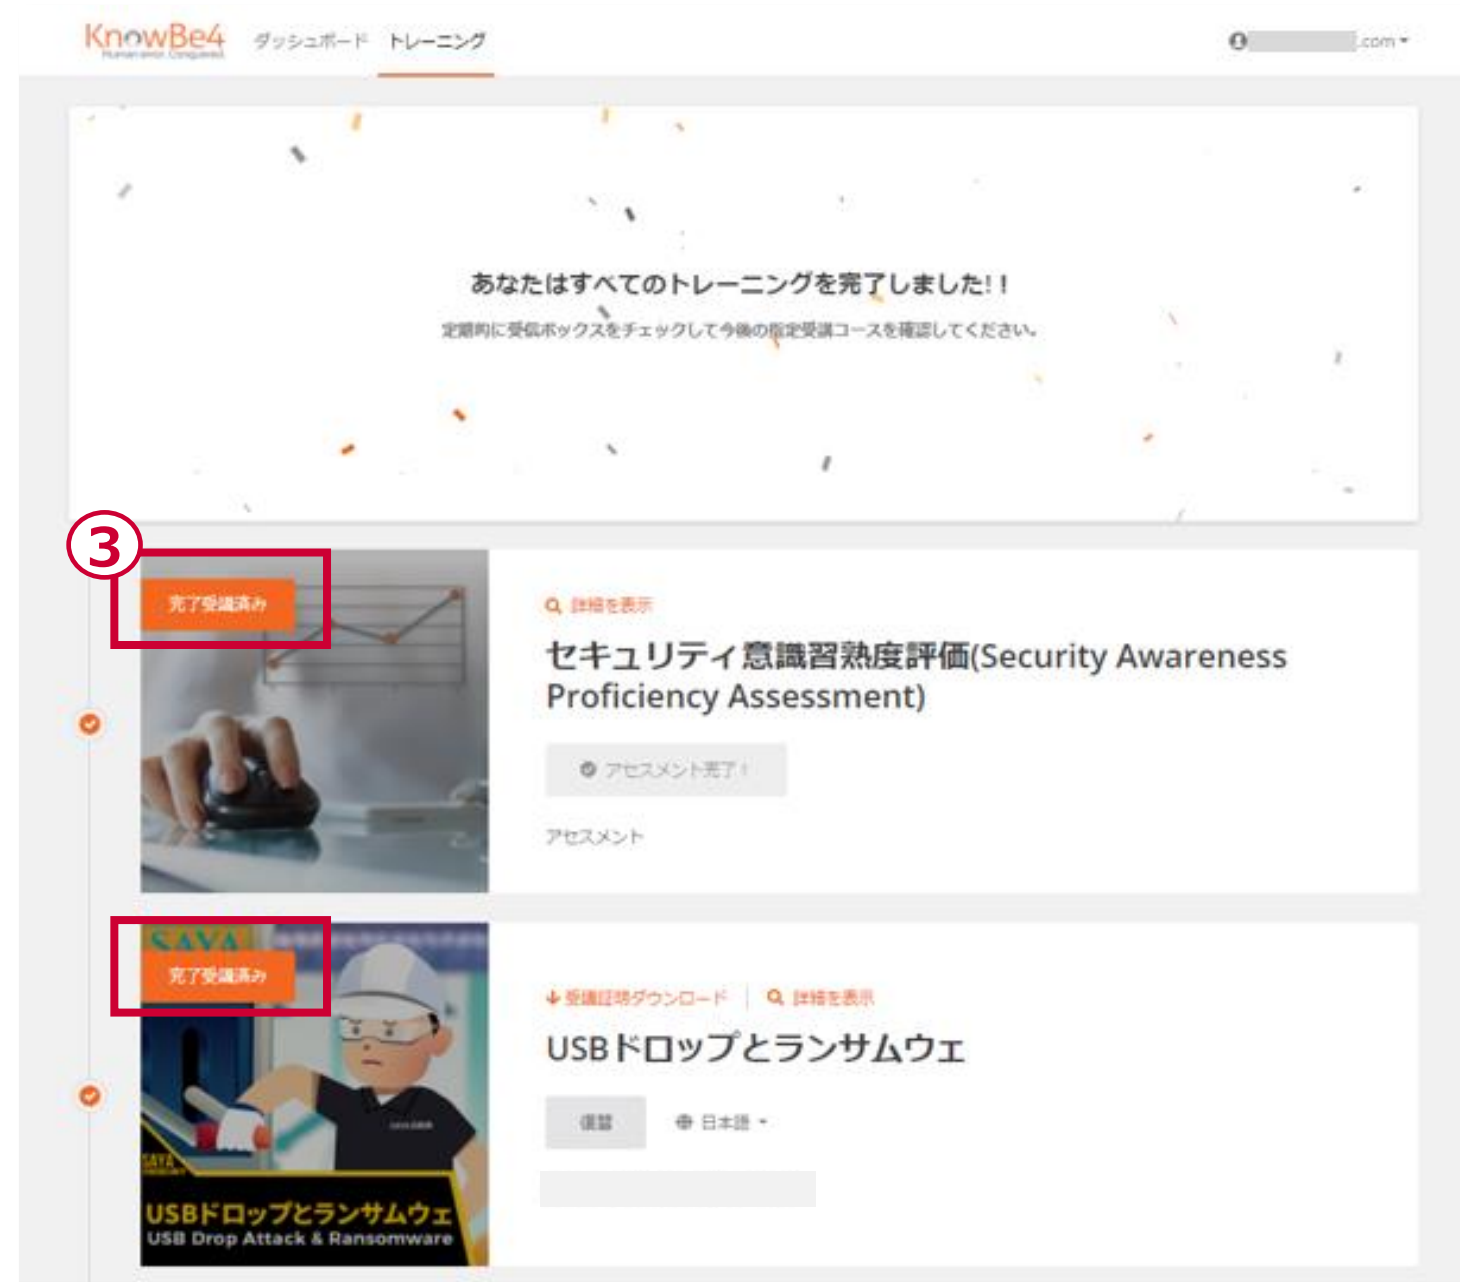 KnowBe4
Human error. Conquered.
ダッシュボード トレーニング
.com
あなたはすべてのトレーニングを完了しました!!
定期的に受信ボックスをチェックして今後の指定受講コースを確認してください。
③
完了受講済み
詳細を表示
セキュリティ意識習熟度評価(Security Awareness
Proficiency Assessment)
アセスメント完了!
アセスメント
SAYA
完了受講済み
受講証明ダウンロード 詳細を表示
USBドロップとランサムウェ
復習 日本語
SAYA
USBドロップとランサムウェ
USB Drop Attack & Ransomware